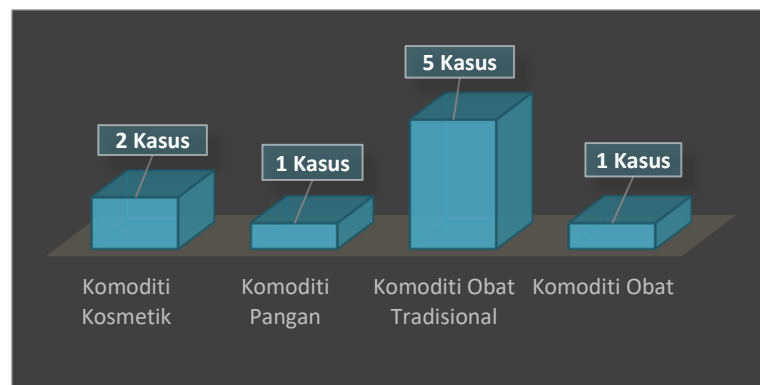 5 Kasus
2 Kasus
1 Kasus
1 Kasus
Komoditi
Kosmetik
Komoditi
Pangan
Komoditi Obat
Tradisional
Komoditi Obat